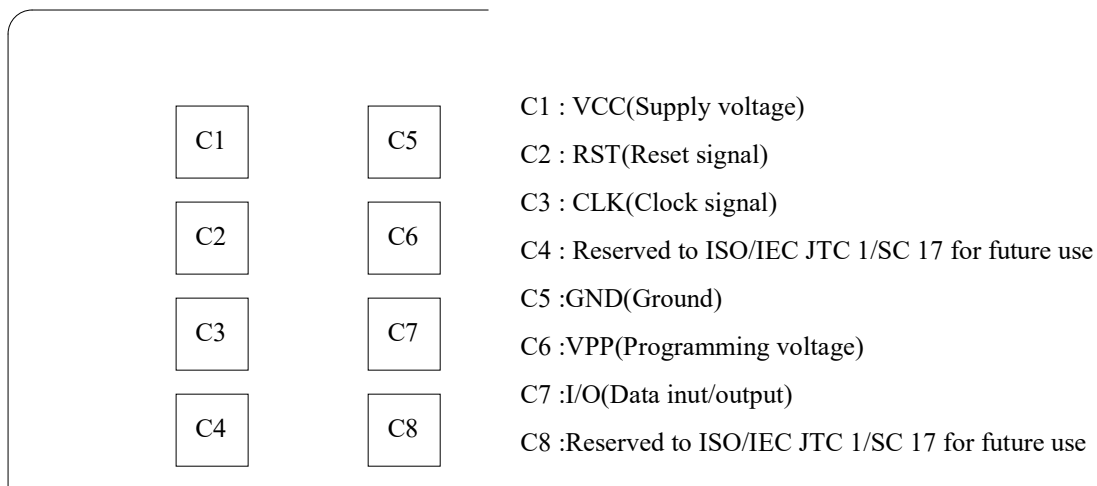 C1
C5
C2
C6
C3
C7
C4
C8
C1 : VCC(Supply voltage)
C2 : RST(Reset signal)
C3 : CLK(Clock signal)
C4 : Reserved to ISO/IEC JTC 1/SC 17 for future use
C5 :GND(Ground)
C6 :VPP(Programming voltage)
C7 :I/O(Data inut/output)
C8 :Reserved to ISO/IEC JTC 1/SC 17 for future use